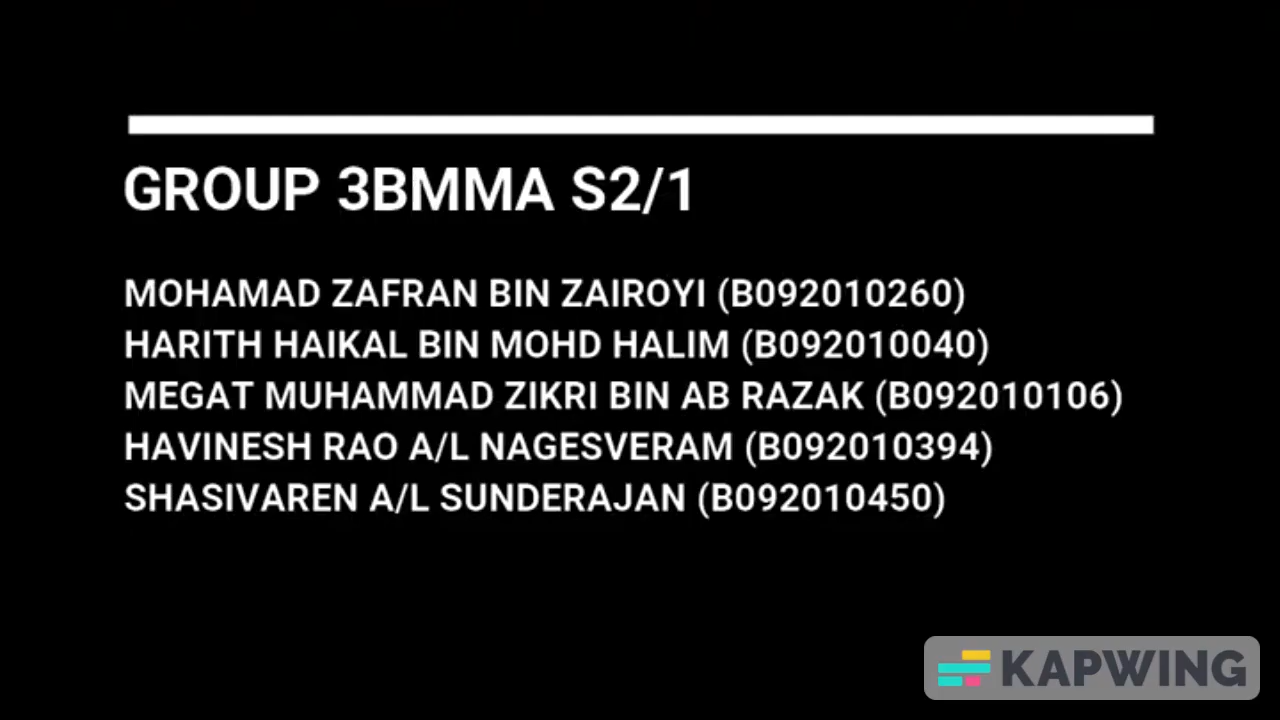 GROUP 3BMMA S2/1
MOHAMAD ZAFRAN BIN ZAIROYI (B092010260)
HARITH HAIKAL BIN MOHD HALIM (B092010040)
MEGAT MUHAMMAD ZIKRI BIN AB RAZAK (B092010106)
HAVINESH RAO A/L NAGESVERAM (B092010394)
SHASIVAREN A/L SUNDERAJAN (B092010450)
KAPWING